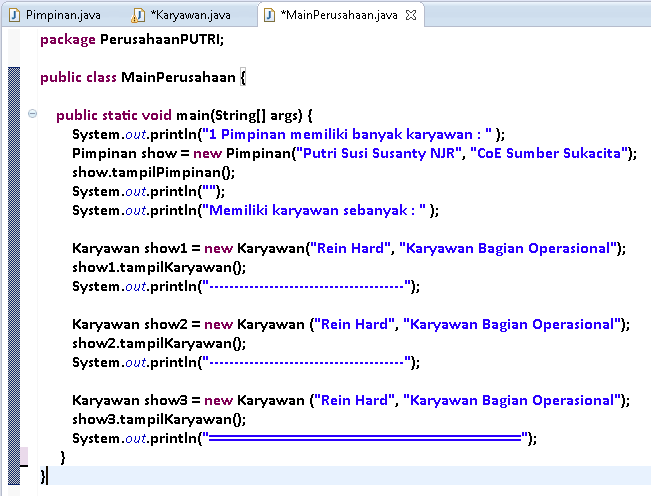 Pimpinan.java *Karyawan.java *MainPerusahaan.java
package PerusahaanPUTRI;
public class MainPerusahaan {
public static void main(String[] args) {
System.out.println("1 Pimpinan memiliki banyak karyawan : " );
Pimpinan show = new Pimpinan("Putri Susi Susanty NJR", "CoE Sumber Sukacita");
show.tampilPimpinan();
System.out.println("");
System.out.println("Memiliki karyawan sebanyak : " );
Karyawan show1 = new Karyawan("Rein Hard", "Karyawan Bagian Operasional");
show1.tampilKaryawan();
System.out.println("---------------------------------------");
Karyawan show2 = new Karyawan ("Rein Hard", "Karyawan Bagian Operasional");
show2.tampilKaryawan();
System.out.println("---------------------------------------");
Karyawan show3 = new Karyawan ("Rein Hard", "Karyawan Bagian Operasional");
show3.tampilKaryawan();
System.out.println("=======================================");
}
}